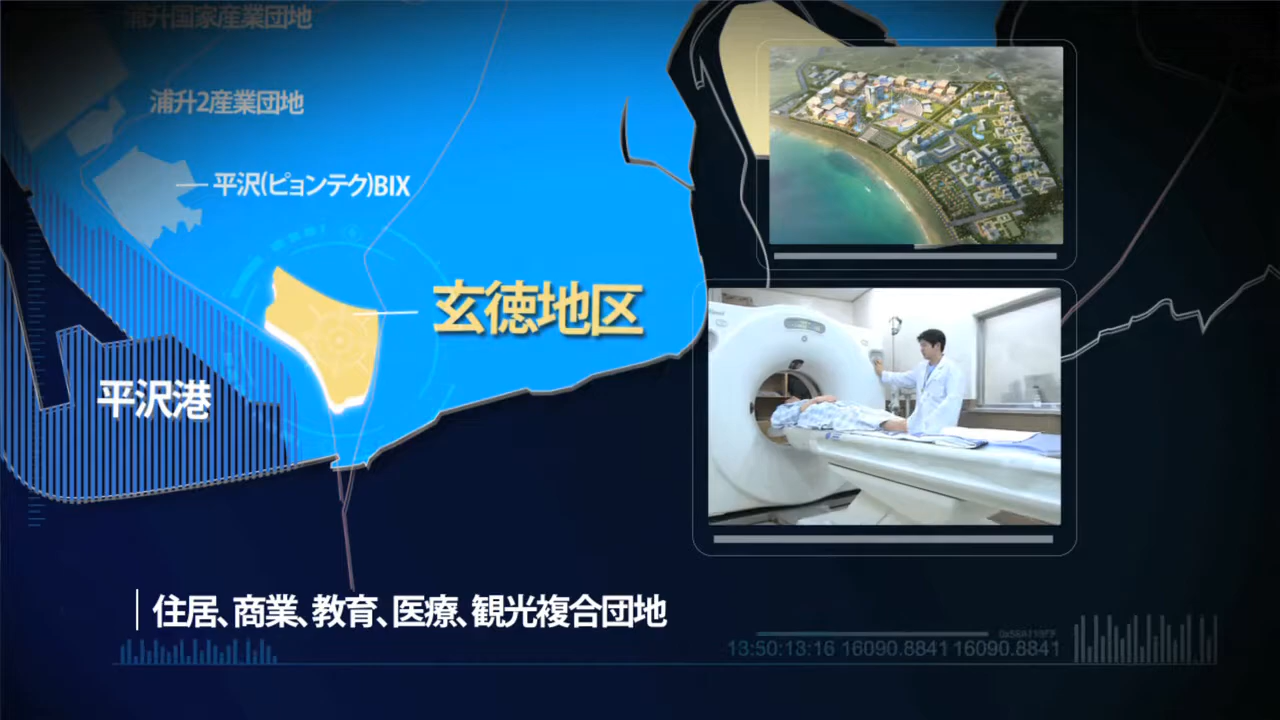 浦升国家産業団地
浦升2産業団地
平沢(ピョンテク)BIX
玄徳地区
平沢港
住居、商業、教育、医療、観光複合団地
13:50:13:16 16090.8841 16090.8841